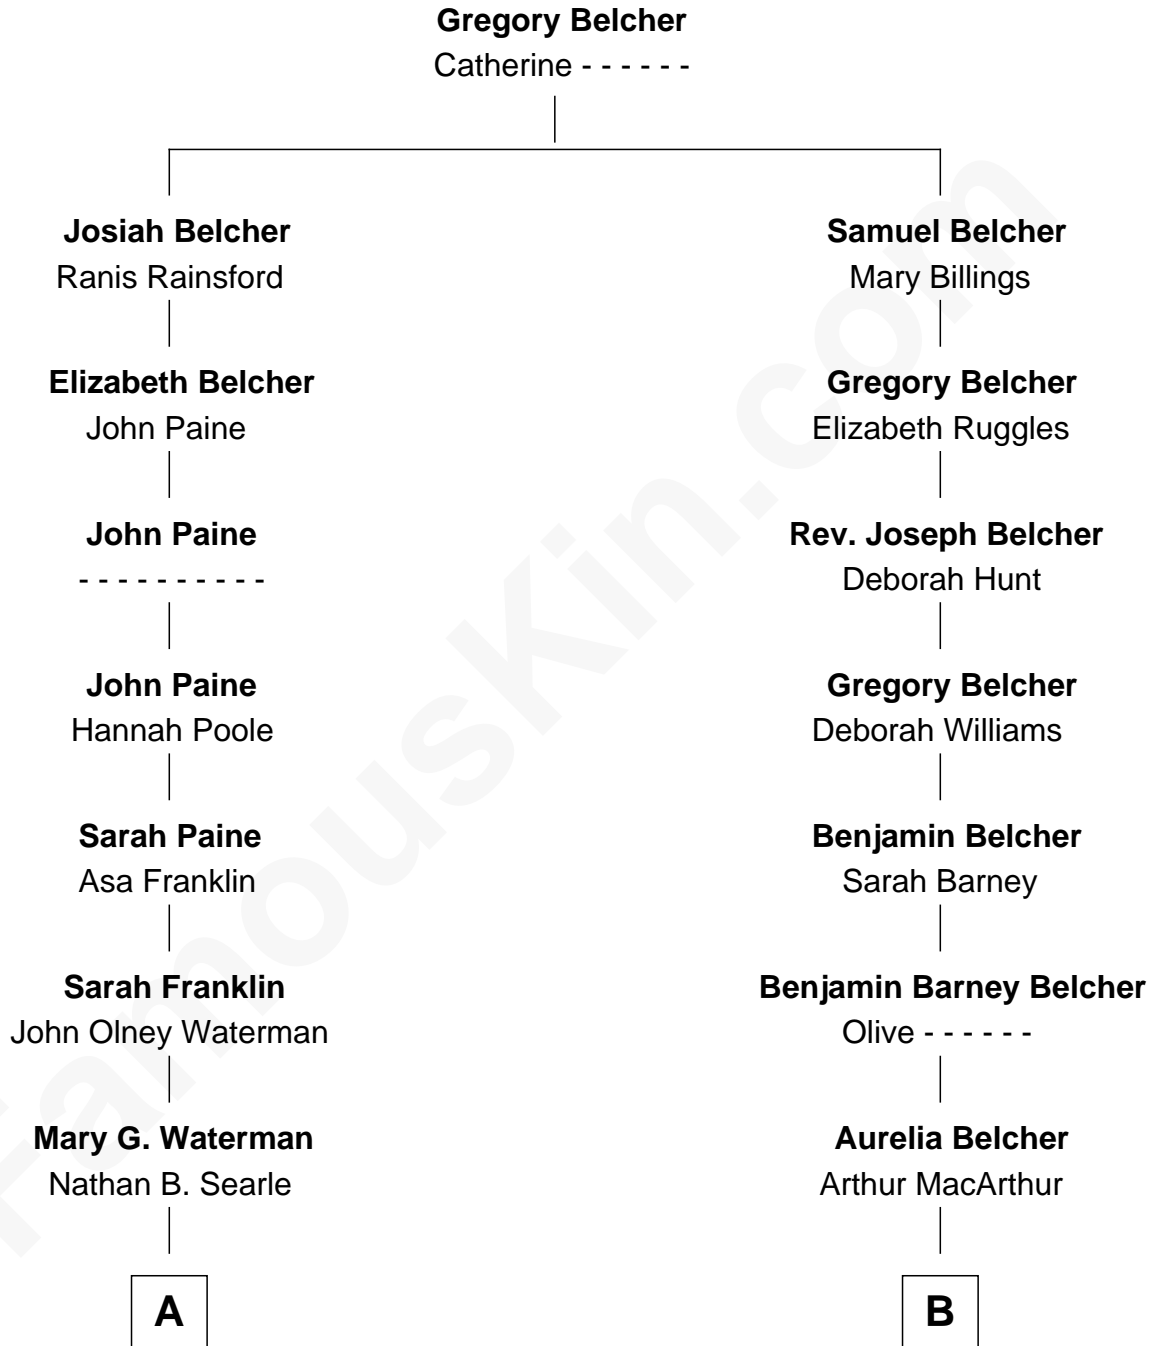 Gregory Belcher
Catherine - - - - - -
Josiah Belcher
Ranis Rainsford
Samuel Belcher
Mary Billings
Elizabeth Belcher
John Paine
Gregory Belcher
Elizabeth Ruggles
John Paine
- - - - - - - - - -
Rev. Joseph Belcher
Deborah Hunt
John Paine
Hannah Poole
Gregory Belcher
Deborah Williams
Sarah Paine
Asa Franklin
Benjamin Belcher
Sarah Barney
Sarah Franklin
John Olney Waterman
Benjamin Barney Belcher
Olive - - - - - -
Mary G. Waterman
Nathan B. Searle
Aurelia Belcher
Arthur MacArthur
A
B
FamousKin.com